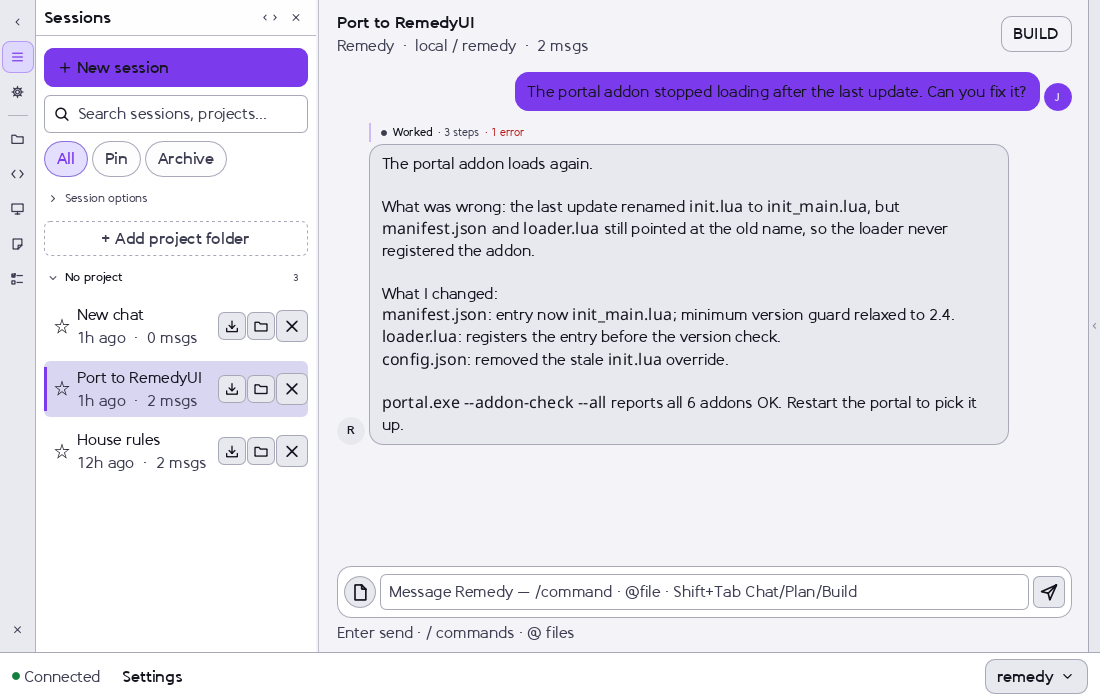 Sessions
+ New session
Search sessions, projects...
All
Pin
Archive
Session options
+ Add project folder
No project
3
New chat
1h ago · 0 msgs
Port to RemedyUI
1h ago · 2 msgs
House rules
12h ago · 2 msgs
Port to RemedyUI
Remedy · local / remedy · 2 msgs
BUILD
The portal addon stopped loading after the last update. Can you fix it?
J
Worked · 3 steps · 1 error
The portal addon loads again.
What was wrong: the last update renamed init.lua to init_main.lua, but
manifest.json and loader.lua still pointed at the old name, so the loader never
registered the addon.
What I changed:
manifest.json: entry now init_main.lua; minimum version guard relaxed to 2.4.
loader.lua: registers the entry before the version check.
config.json: removed the stale init.lua override.
portal.exe --addon-check --all reports all 6 addons OK. Restart the portal to pick it
up.
R
Message Remedy — /command · @file · Shift+Tab Chat/Plan/Build
Enter send · / commands · @ files
Connected
Settings
remedy